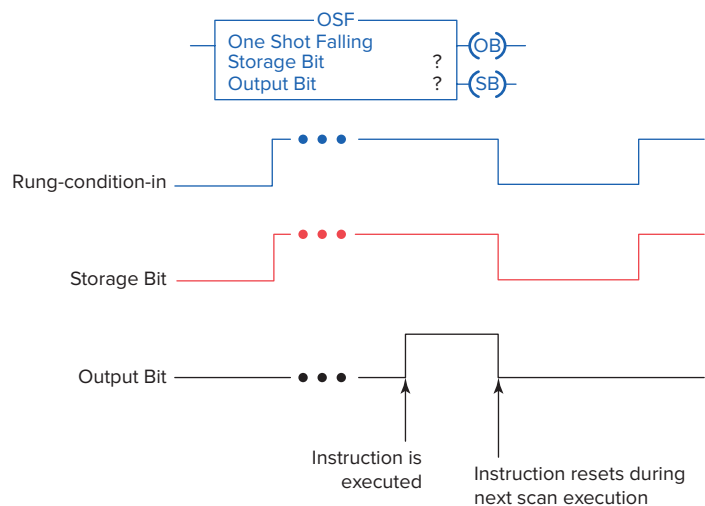 OSF
One Shot Falling
Storage Bit ? OB
Output Bit ? SB
Rung-condition-in
Storage Bit
Output Bit
Instruction is
executed
Instruction resets during
next scan execution